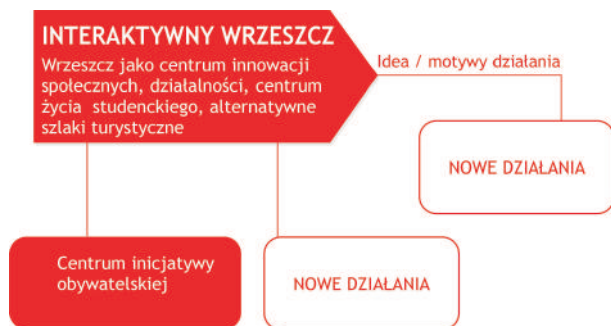 INTERAKTYWNY WRZESZCZ
Wrzeszcz jako centrum innowacji
społecznych, działalności, centrum
życia studenckiego, alternatywne
szlaki turystyczne
Idea / motywy działania
NOWE DZIAŁANIA
Centrum inicjatywy
obywatelskiej
NOWE DZIAŁANIA